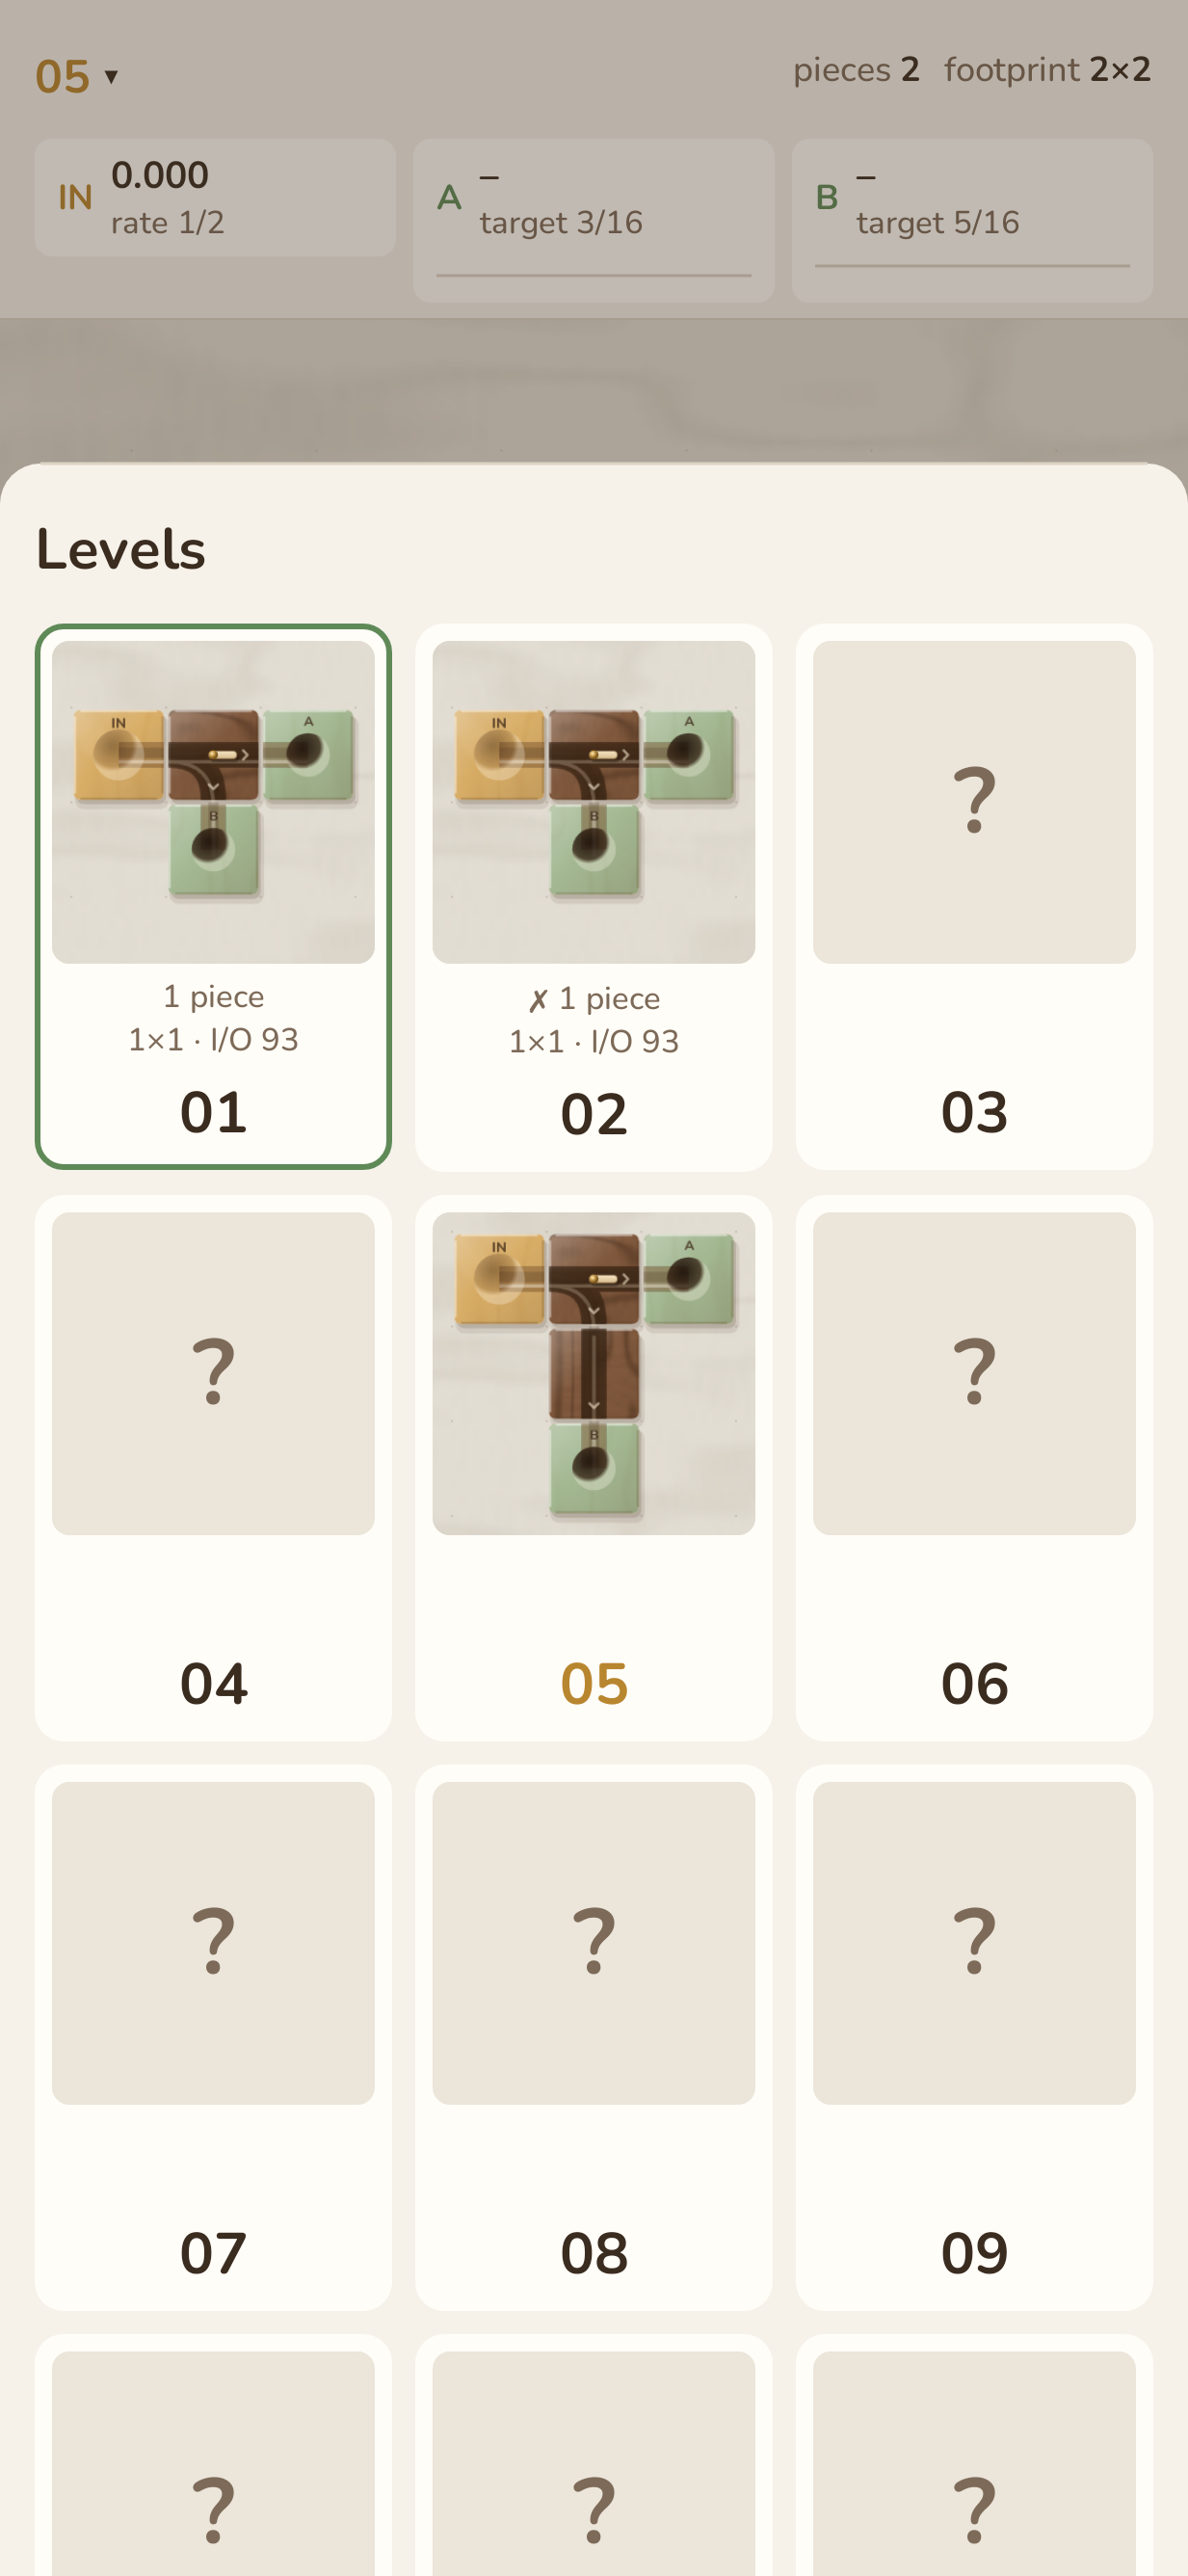 05 ▾
pieces 2 footprint 2×2
IN 0.000
rate 1/2
A –
target 3/16
B –
target 5/16
Levels
IN
A
B
1 piece
1×1 · I/O 93
01
IN
A
B
✗ 1 piece
1×1 · I/O 93
02
?
03
?
04
IN
A
B
05
?
06
?
07
?
08
?
09
?
?
?